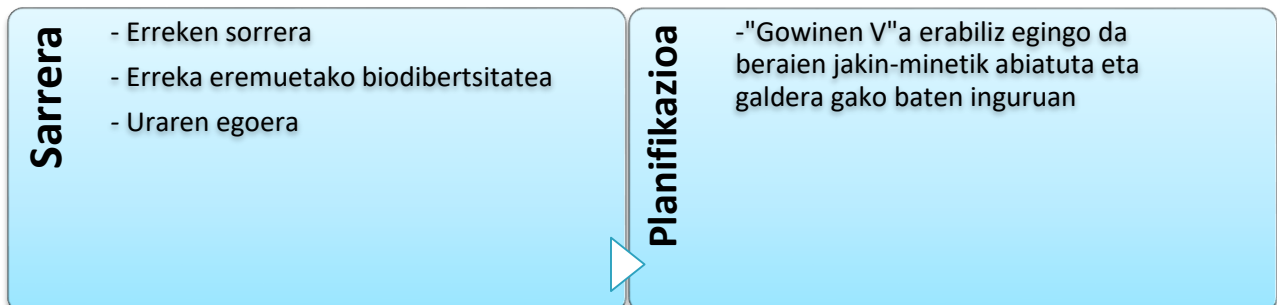 Sarrera
- Erreken sorrera
- Erreka eremuetako biodibertsitatea
- Uraren egoera
Planifikazioa
-"Gowinen V"a erabiliz egingo da
beraien jakin-minetik abiatuta eta
galdera gako baten inguruan